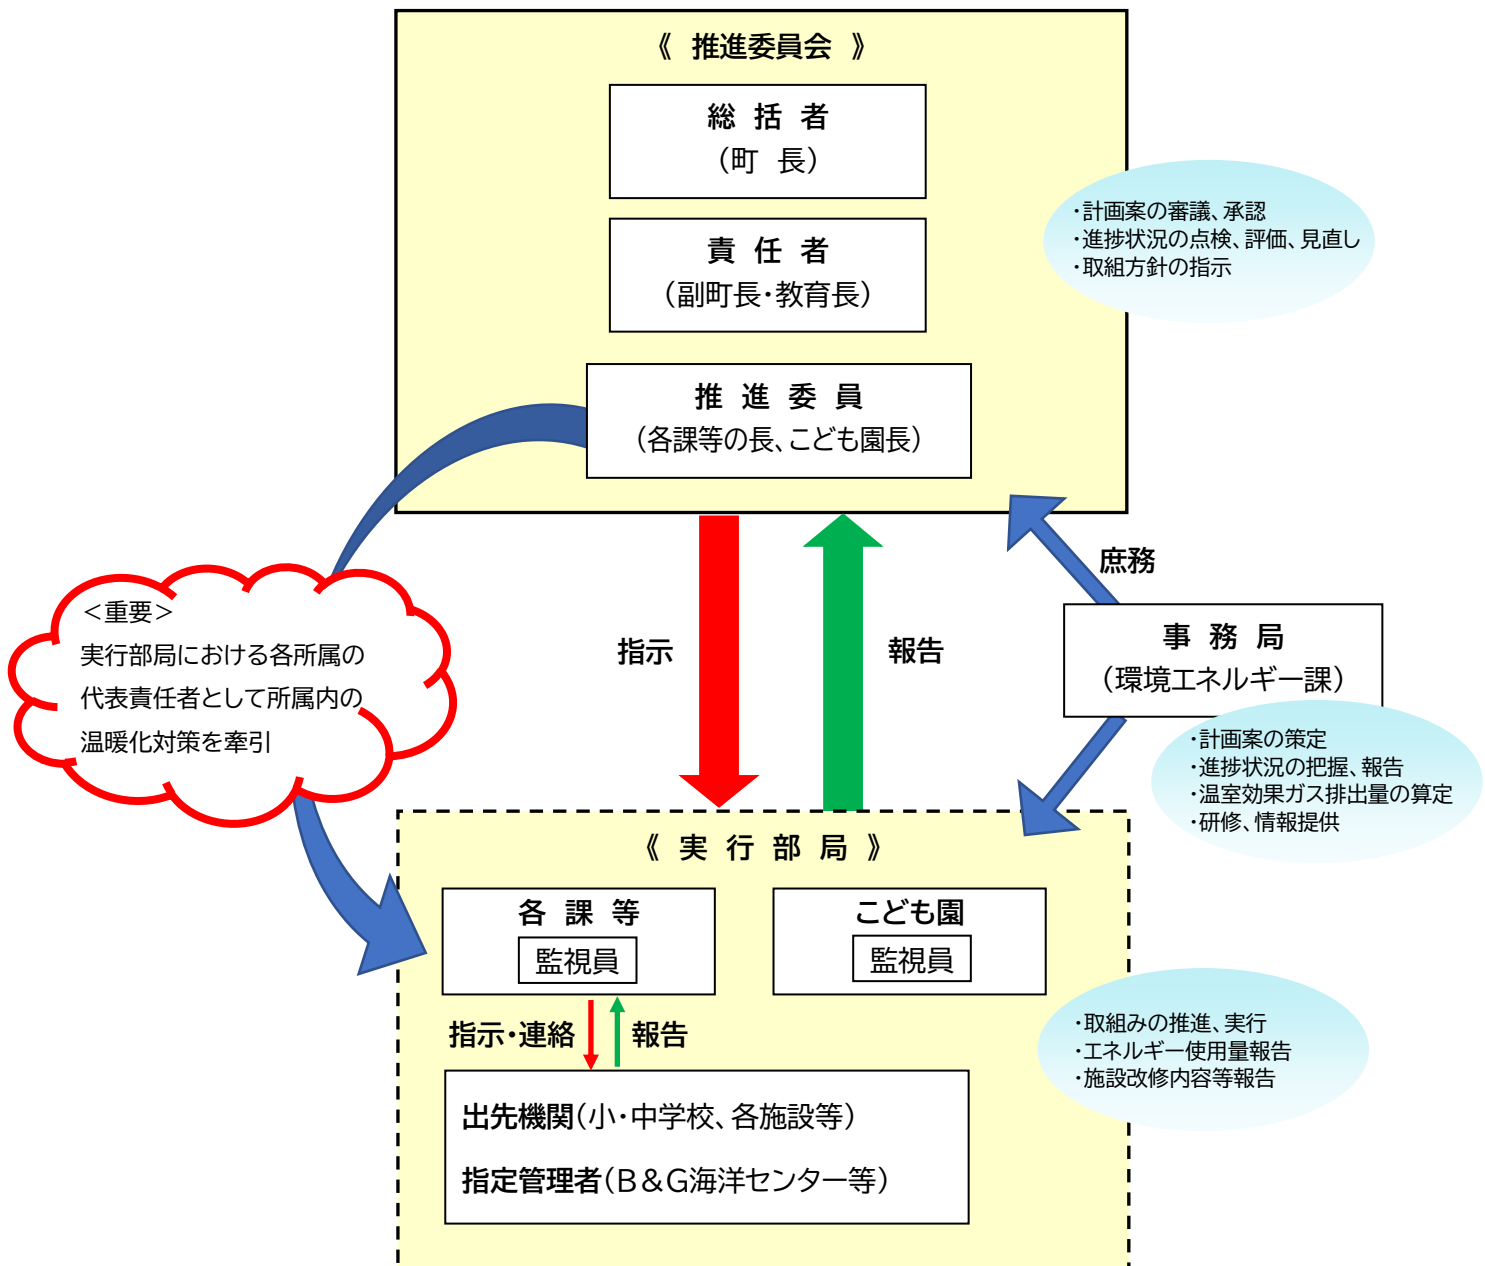 《 推進委員会 》
総 括 者
（町 長）
責 任 者
（副町長・教育長）
推 進 委 員
（各課等の長、こども園長）
・計画案の審議、承認
・進捗状況の点検、評価、見直し
・取組方針の指示
＜重要＞
実行部局における各所属の
代表責任者として所属内の
温暖化対策を牽引
指示
報告
庶務
事 務 局
（環境エネルギー課）
・計画案の策定
・進捗状況の把握、報告
・温室効果ガス排出量の算定
・研修、情報提供
《 実 行 部 局 》
各 課 等
監視員
こども園
監視員
指示・連絡
報告
出先機関（小・中学校、各施設等）
指定管理者（B＆G海洋センター等）
・取組みの推進、実行
・エネルギー使用量報告
・施設改修内容等報告